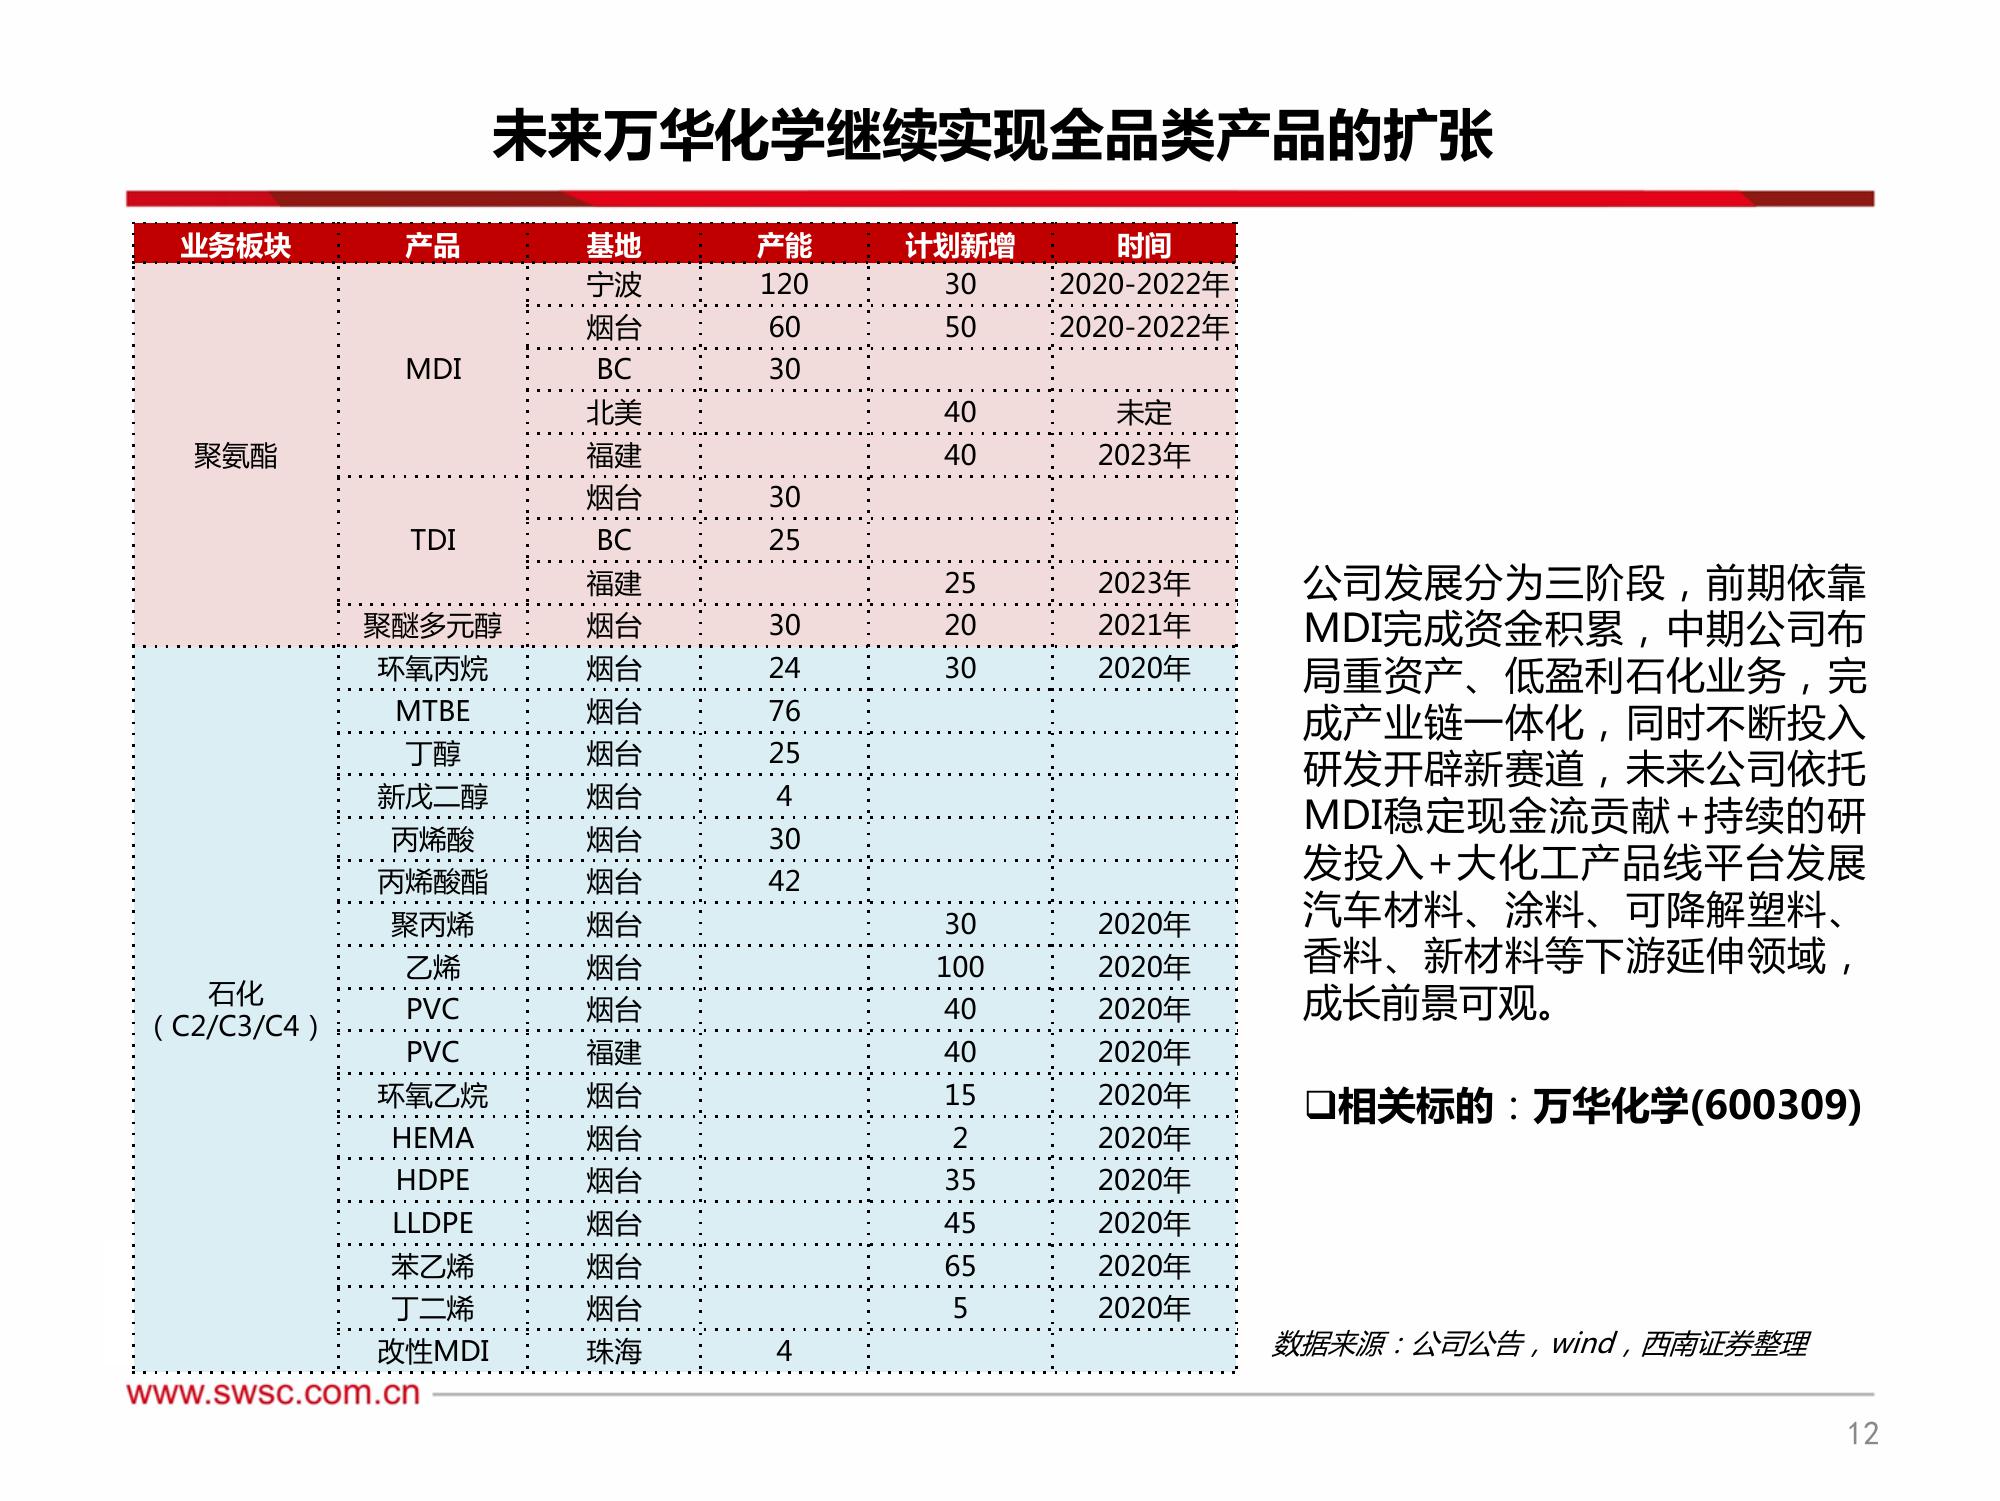 未来万华化学继续实现全品类产品的扩张
业务板块 产品 基地 产能 计划新增 时间
聚氨酯 MDI 宁波 120 30 2020-2022年
烟台 60 50 2020-2022年
BC 30
北美 40 未定
福建 40 2023年
TDI 烟台 30
BC 25
福建 25 2023年
聚醚多元醇 烟台 30 20 2021年
石化
（C2/C3/C4）
环氧丙烷 烟台 24 30 2020年
MTBE 烟台 76
丁醇 烟台 25
新戊二醇 烟台 4
丙烯酸 烟台 30
丙烯酸酯 烟台 42
聚丙烯 烟台 30 2020年
乙烯 烟台 100 2020年
PVC 烟台 40 2020年
PVC 福建 40 2020年
环氧乙烷 烟台 15 2020年
HEMA 烟台 2 2020年
HDPE 烟台 35 2020年
LLDPE 烟台 45 2020年
苯乙烯 烟台 65 2020年
丁二烯 烟台 5 2020年
改性MDI 珠海 4
公司发展分为三阶段，前期依靠
MDI完成资金积累，中期公司布
局重资产、低盈利石化业务，完
成产业链一体化，同时不断投入
研发开辟新赛道，未来公司依托
MDI稳定现金流贡献+持续的研
发投入+大化工产品线平台发展
汽车材料、涂料、可降解塑料、
香料、新材料等下游延伸领域，
成长前景可观。
❑相关标的：万华化学(600309)
数据来源：公司公告，wind，西南证券整理
www.swsc.com.cn
12